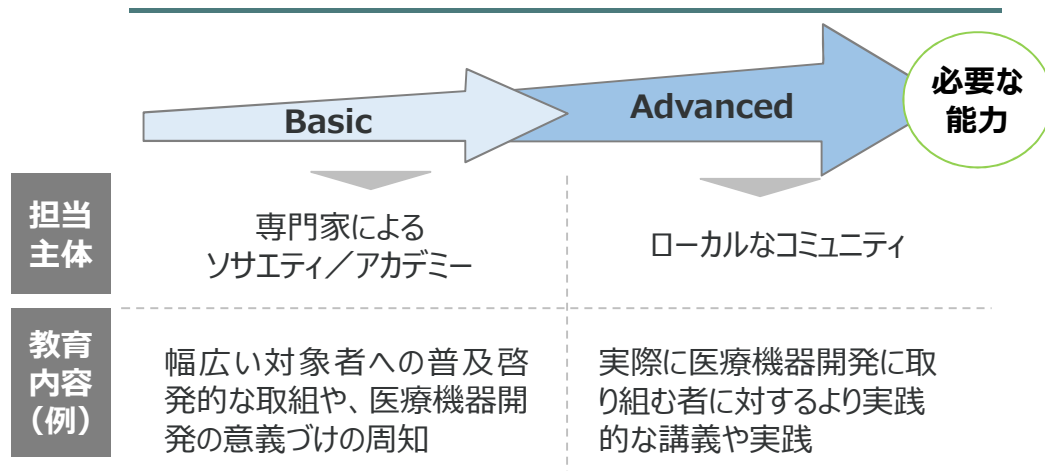 Basic
Advanced
必要な
能力
担当
主体
専門家による
ソサエティ／アカデミー
ローカルなコミュニティ
教育
内容
（例）
幅広い対象者への普及啓
発的な取組や、医療機器開
発の意義づけの周知
実際に医療機器開発に取
り組む者に対するより実践
的な講義や実践